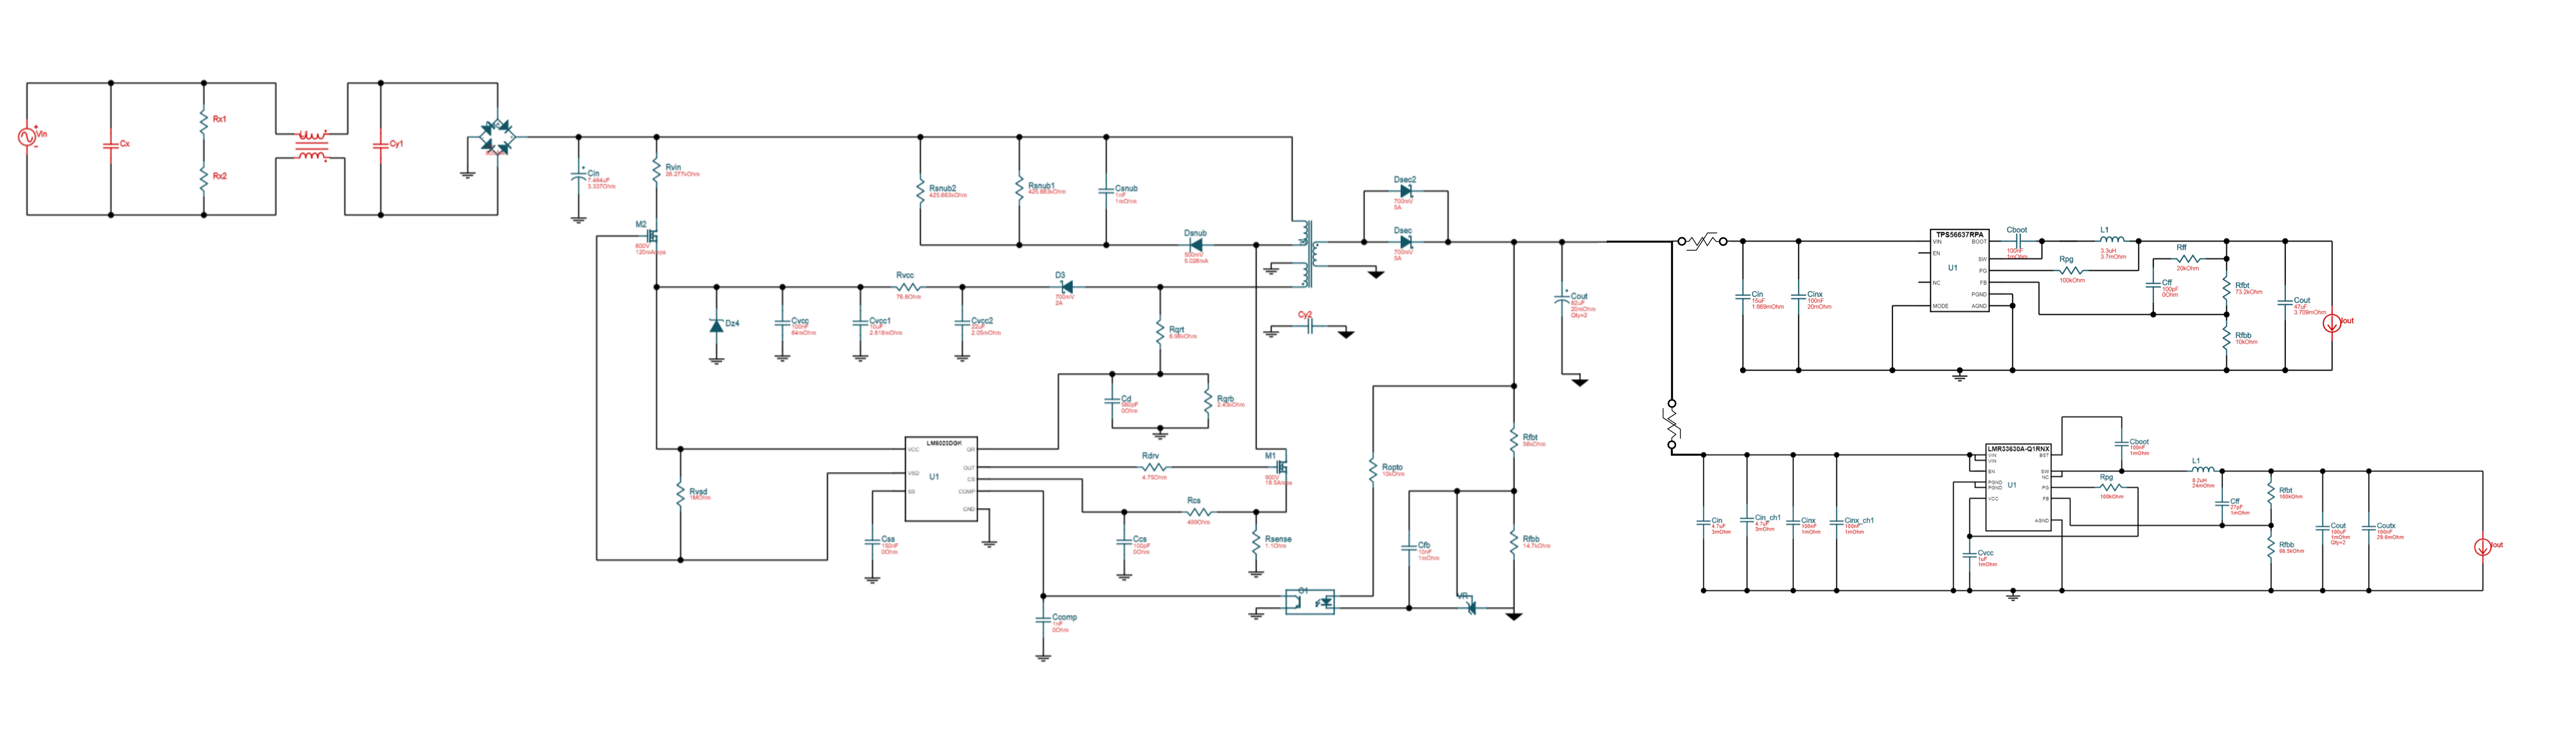 Vin
Cx
Rx1
Rx2
Cy1
Cin
7.484uF
3.337Ohm
Rvin
26.277kOhm
M2
600V
120mAmps
Rsnub2
425.663kOhm
Rsnub1
425.663kOhm
Csnub
1nF
1mOhm
Dsnub
500mV
5.026mA
Dz4
Cvcc
100nF
64mOhm
Cvcc1
10uF
2.818mOhm
Rvcc
76.8Ohm
Cvcc2
22uF
2.05mOhm
D3
700mV
2A
Rqrt
6.98kOhm
Cy2
Cd
560pF
0Ohm
Rqrb
2.43kOhm
LM5023DGK
U1
VCC
VSD
SS
QR
OUT
CS
COMP
GND
Rvsd
1MOhm
Css
150nF
0Ohm
Rdrv
4.75Ohm
M1
900V
18.5Amps
Rcs
499Ohm
Ccs
100pF
0Ohm
Rsense
1.1Ohm
Ccomp
1nF
0Ohm
O1
VR
Dsec2
700mV
5A
Dsec
700mV
5A
Cout
82uF
20mOhm
Qty=2
Ropto
10kOhm
Rfbt
56kOhm
Cfb
10nF
1mOhm
Rfbb
14.7kOhm
Cin
15uF
1.669mOhm
Cinx
100nF
20mOhm
TPS56637RPA
U1
VIN
EN
NC
MODE
BOOT
SW
PG
FB
PGND
AGND
Cboot
100nF
1mOhm
L1
3.3uH
3.7mOhm
Rpg
100kOhm
Rff
20kOhm
Cff
100pF
0Ohm
Rfbt
73.2kOhm
Rfbb
10kOhm
Cout
47uF
3.709mOhm
Iout
Cin
4.7uF
3mOhm
Cin_ch1
4.7uF
3mOhm
Cinx
100nF
1mOhm
Cinx_ch1
100nF
1mOhm
LMR33630A-Q1RNX
U1
VIN
VIN
EN
PGND
PGND
VCC
BST
SW
NC
PG
FB
AGND
Cvcc
1uF
1mOhm
Cboot
100nF
1mOhm
Rpg
100kOhm
L1
8.2uH
24mOhm
Cff
27pF
1mOhm
Rfbt
100kOhm
Rfbb
66.5kOhm
Cout
100uF
1mOhm
Qty=2
Coutx
100nF
29.6mOhm
Iout